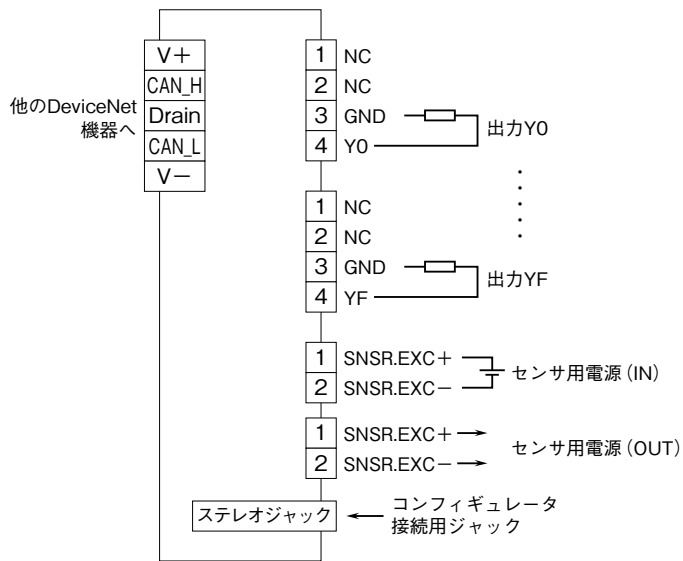 他のDeviceNet
機器へ
V+
CAN_H
Drain
CAN_L
V−
1 NC
2 NC
3 GND
4 Y0
出力Y0
1 NC
2 NC
3 GND
4 YF
出力YF
1 SNSR.EXC+
2 SNSR.EXC−
センサ用電源(IN)
1 SNSR.EXC+
2 SNSR.EXC−
センサ用電源(OUT)
ステレオジャック
コンフィギュレータ
接続用ジャック